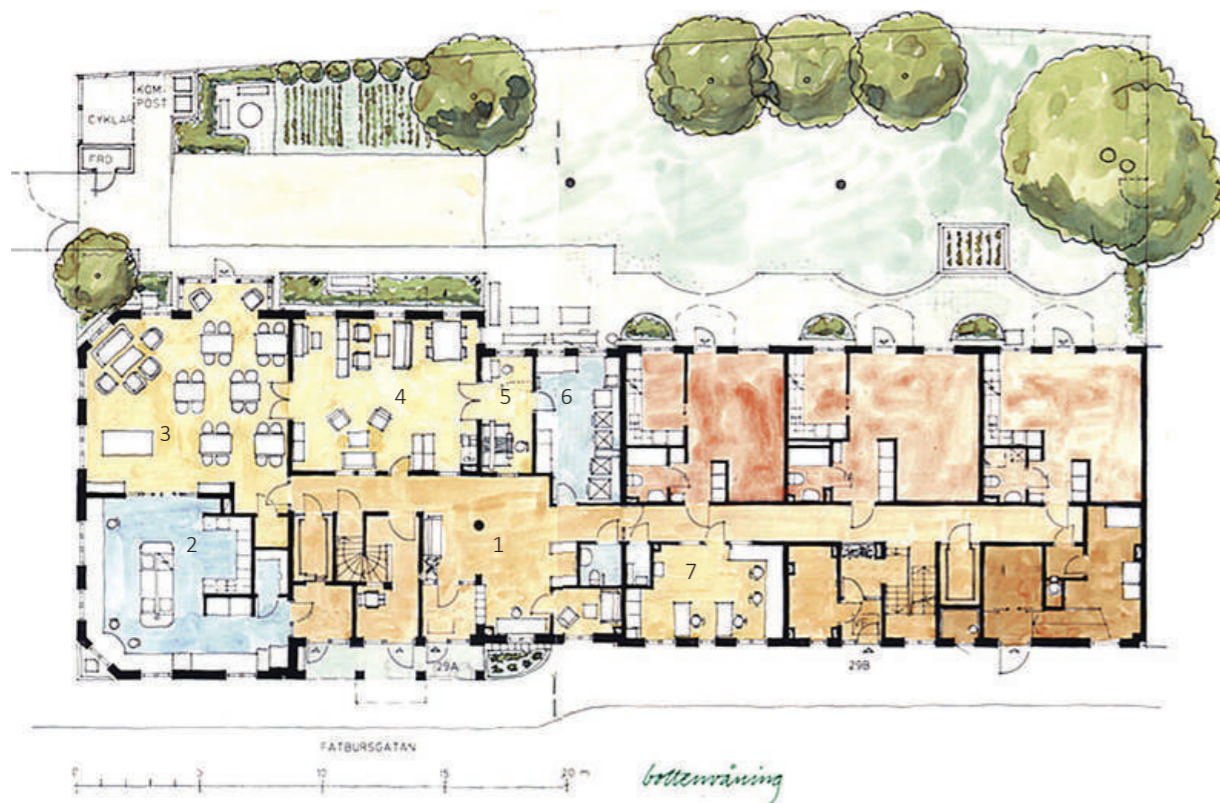 KOM-
POST
CYKLAR
FRD
3
4
5
6
2
1
7
29A
29B
FATBURSGATAN
0 5 10 15 20 m
bottenvåning